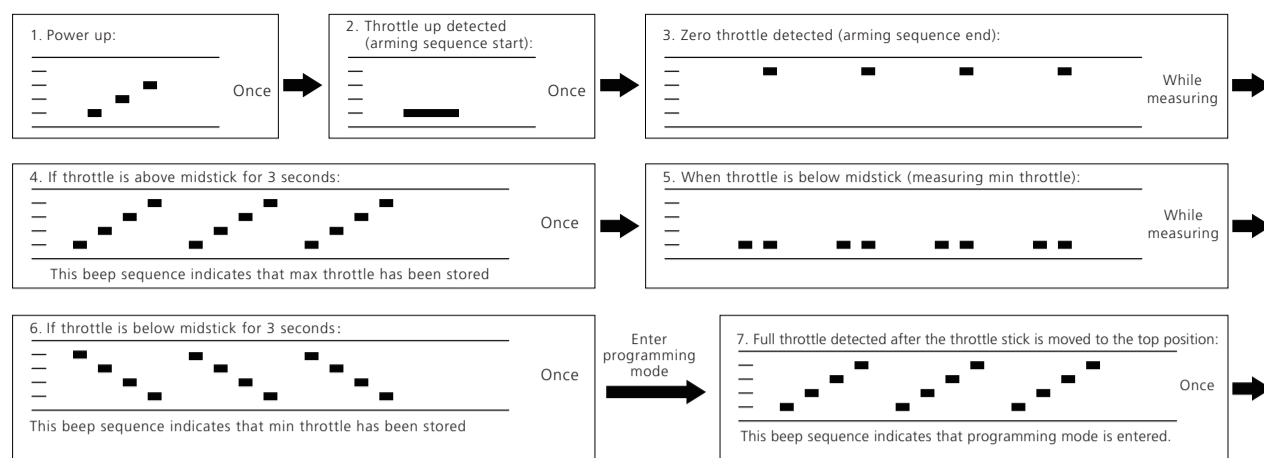 1. Power up:
Once
2. Throttle up detected
(arming sequence start):
Once
3. Zero throttle detected (arming sequence end):
While
measuring
4. If throttle is above midstick for 3 seconds:
Once
This beep sequence indicates that max throttle has been stored
5. When throttle is below midstick (measuring min throttle):
While
measuring
6. If throttle is below midstick for 3 seconds:
Once
This beep sequence indicates that min throttle has been stored
Enter
programming
mode
7. Full throttle detected after the throttle stick is moved to the top position:
Once
This beep sequence indicates that programming mode is entered.